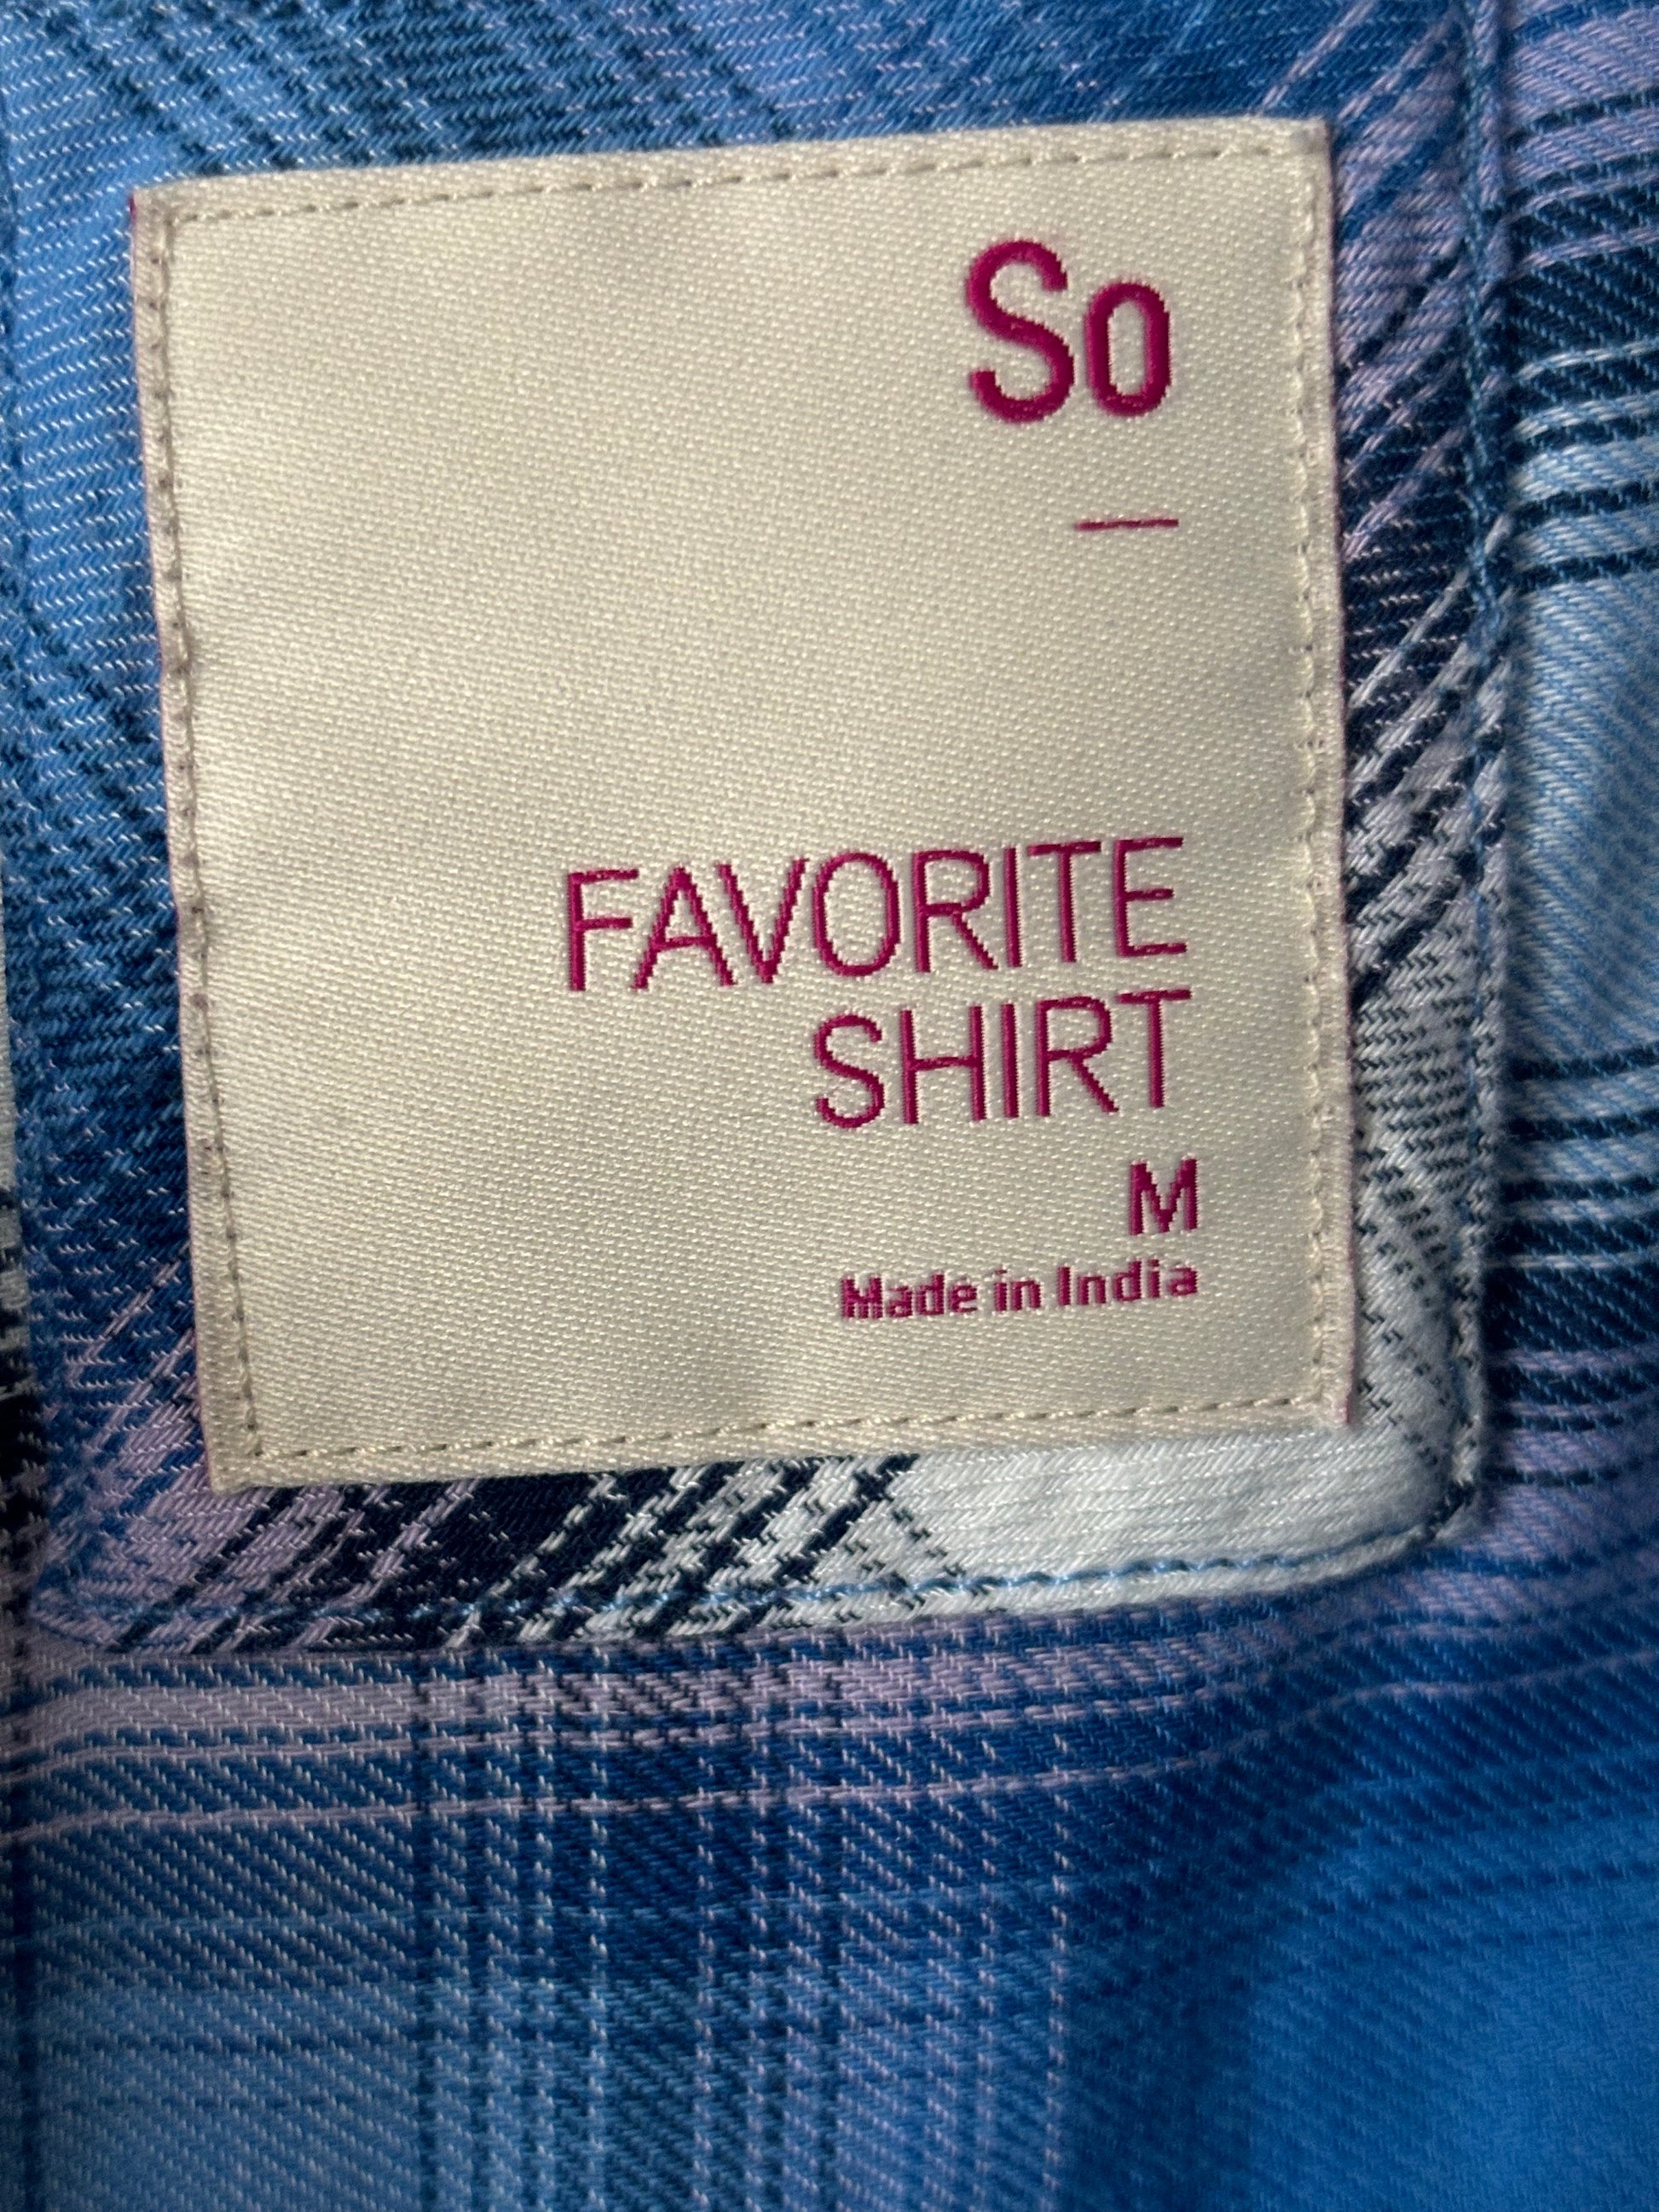 So
—
FAVORITE
SHIRT
M
Made in India